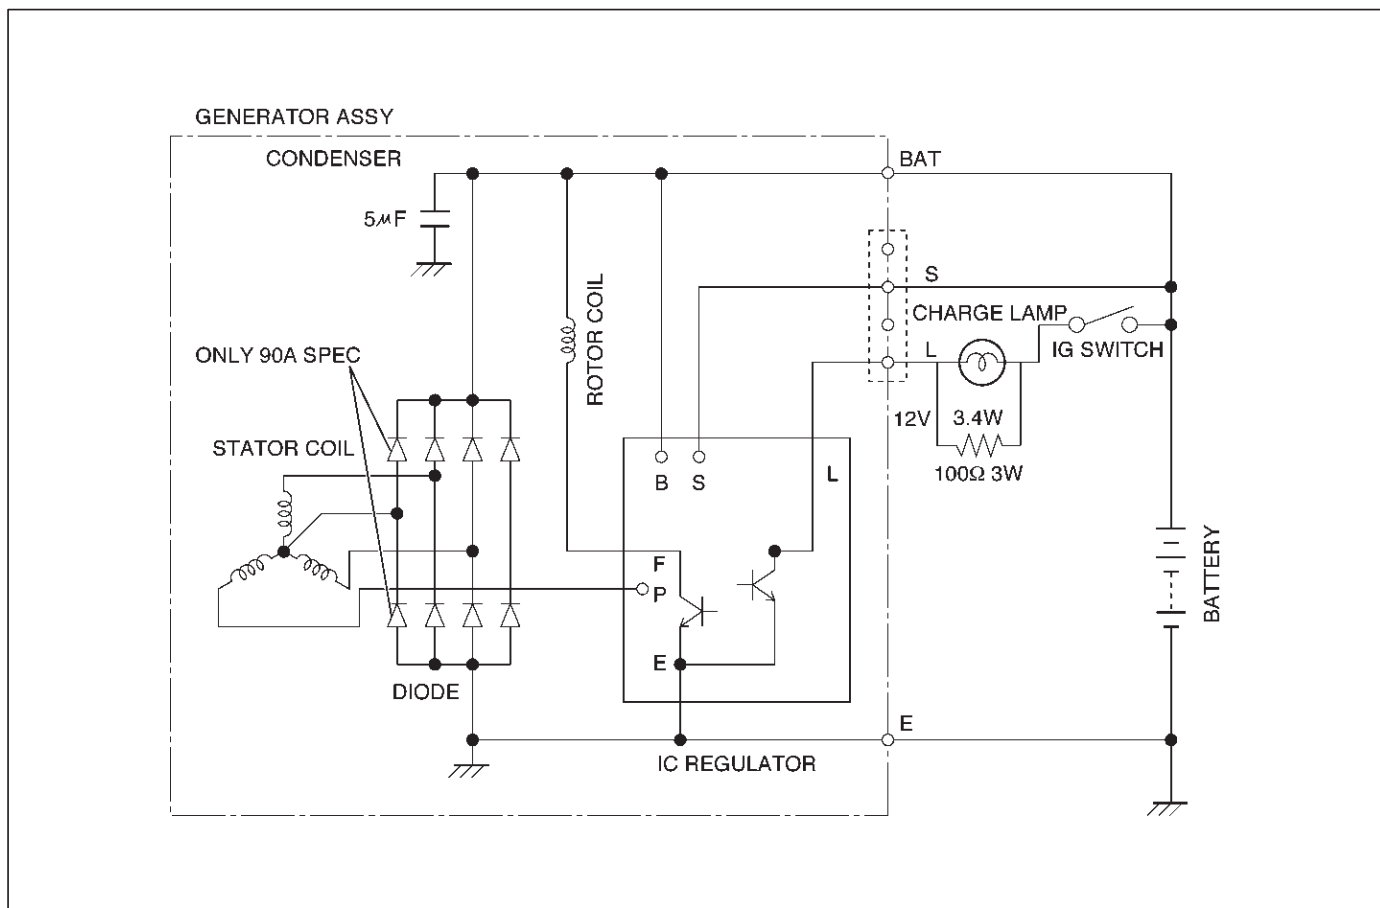 GENERATOR ASSY
CONDENSER
BAT
5μF
S
ROTOR COIL
CHARGE LAMP
IG SWITCH
ONLY 90A SPEC
L
12V 3.4W
100Ω 3W
STATOR COIL
B S
L
BATTERY
F
P
E
DIODE
E
IC REGULATOR